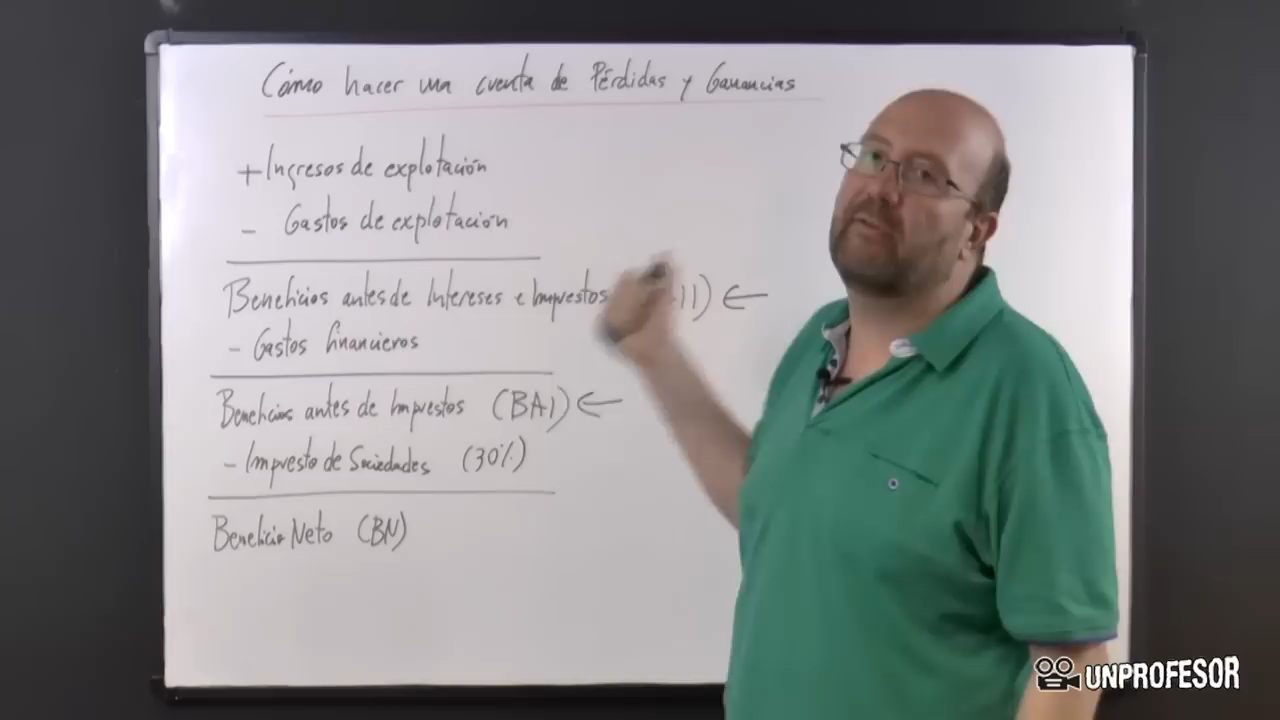 Cómo hacer una cuenta de Pérdidas y Ganancias
+ Ingresos de explotación
- Gastos de explotación
Beneficios antes de Intereses e Impuestos II) ←
- Gastos financieros
Beneficios antes de Impuestos (BAI) ←
- Impuesto de Sociedades (30%)
Beneficio Neto (BN)
UNPROFESOR